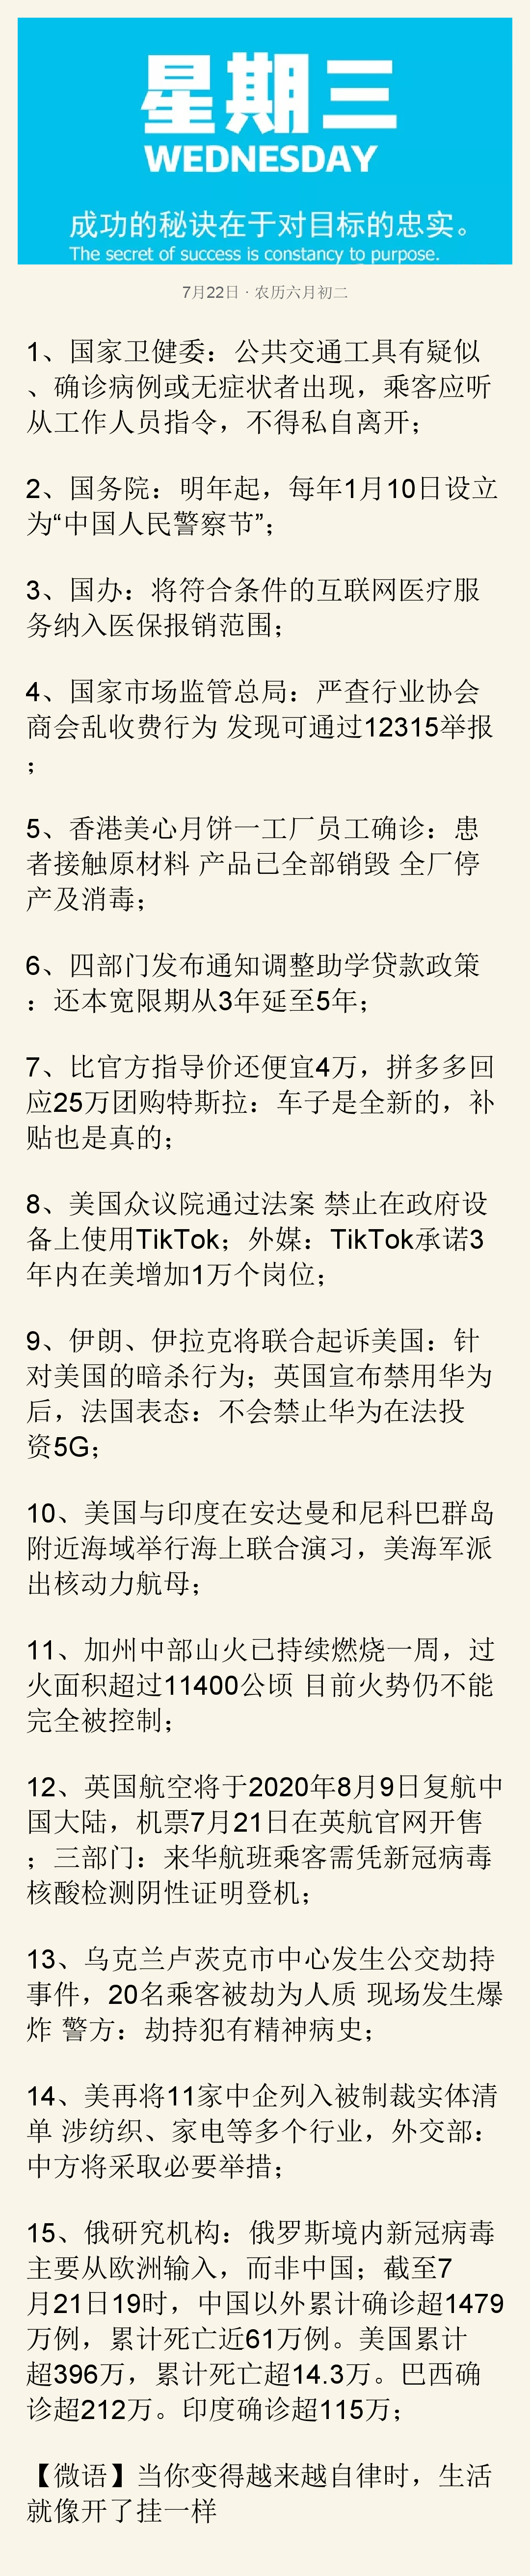 星期三
WEDNESDAY
成功的秘诀在于对目标的忠实。
The secret of success is constancy to purpose.
7月22日 · 农历六月初二
1、国家卫健委：公共交通工具有疑似
、确诊病例或无症状者出现，乘客应听
从工作人员指令，不得私自离开；
2、国务院：明年起，每年1月10日设立
为“中国人民警察节”；
3、国办：将符合条件的互联网医疗服
务纳入医保报销范围；
4、国家市场监管总局：严查行业协会
商会乱收费行为 发现可通过12315举报
；
5、香港美心月饼一工厂员工确诊：患
者接触原材料 产品已全部销毁 全厂停
产及消毒；
6、四部门发布通知调整助学贷款政策
：还本宽限期从3年延至5年；
7、比官方指导价还便宜4万，拼多多回
应25万团购特斯拉：车子是全新的，补
贴也是真的；
8、美国众议院通过法案 禁止在政府设
备上使用TikTok；外媒：TikTok承诺3
年内在美增加1万个岗位；
9、伊朗、伊拉克将联合起诉美国：针
对美国的暗杀行为；英国宣布禁用华为
后，法国表态：不会禁止华为在法投
资5G；
10、美国与印度在安达曼和尼科巴群岛
附近海域举行海上联合演习，美海军派
出核动力航母；
11、加州中部山火已持续燃烧一周，过
火面积超过11400公顷 目前火势仍不能
完全被控制；
12、英国航空将于2020年8月9日复航中
国大陆，机票7月21日在英航官网开售
；三部门：来华航班乘客需凭新冠病毒
核酸检测阴性证明登机；
13、乌克兰卢茨克市中心发生公交劫持
事件，20名乘客被劫为人质 现场发生爆
炸 警方：劫持犯有精神病史；
14、美再将11家中企列入被制裁实体清
单 涉纺织、家电等多个行业，外交部：
中方将采取必要举措；
15、俄研究机构：俄罗斯境内新冠病毒
主要从欧洲输入，而非中国；截至7
月21日19时，中国以外累计确诊超1479
万例，累计死亡近61万例。美国累计
超396万，累计死亡超14.3万。巴西确
诊超212万。印度确诊超115万；
【微语】当你变得越来越自律时，生活
就像开了挂一样